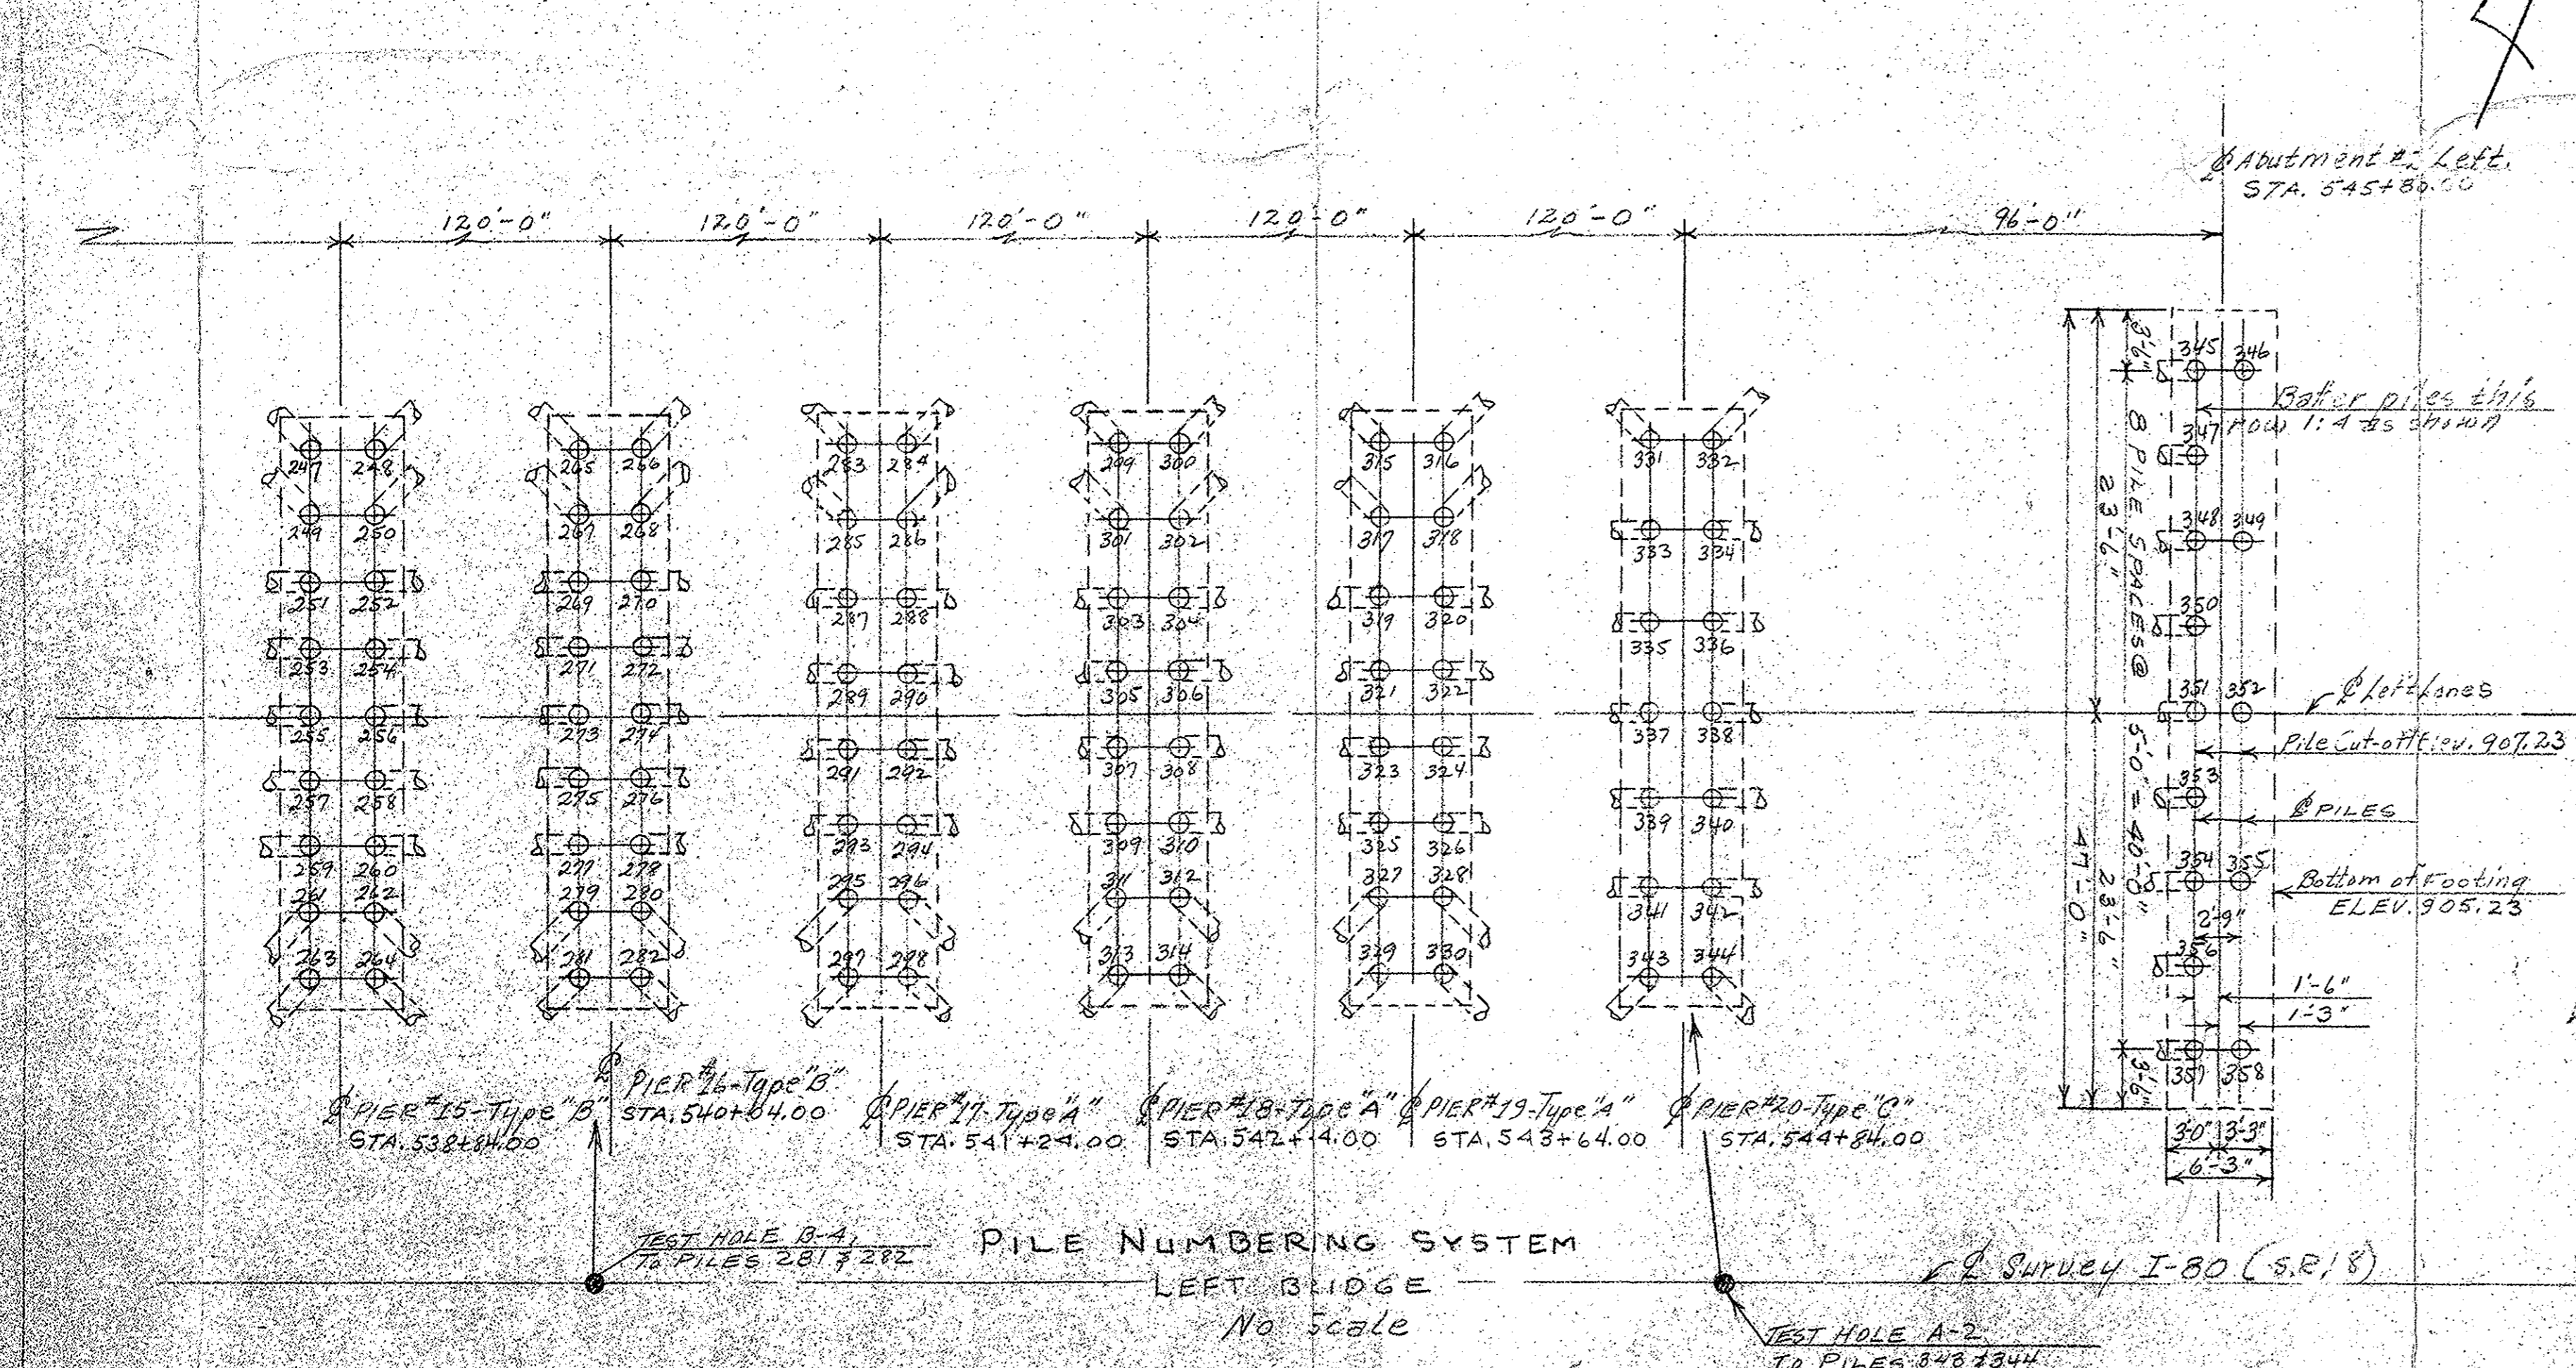 ℄ Abutment #2 Left.
STA. 545+80.00
120'-0" 120'-0" 120'-0" 120'-0" 120'-0" 96'-0"
247 248
249 250
251 252
253 254
255 256
257 258
259 260
261 262
263 264
265 266
267 268
269 270
271 272
273 274
275 276
277 278
279 280
281 282
283 284
285 286
287 288
289 290
291 292
293 294
295 296
297 298
299 300
301 302
303 304
305 306
307 308
309 310
311 312
313 314
315 316
317 318
319 320
321 322
323 324
325 326
327 328
329 330
331 332
333 334
335 336
337 338
339 340
341 342
343 344
345 346
347
348 349
350
351 352
353
354 355
356
357 358
3'-6"
8 PILE SPACES @ 5'-0" = 40'-0"
3'-6"
23'-6"
23'-6"
47'-0"
Batter piles this
row 1:4 as shown
℄ Left Lanes
Pile Cut-off Elev. 907.23
℄ PILES
Bottom of Footing
ELEV. 905.23
2'-9"
1'-6"
1'-3"
3'-0" 3'-3"
6'-3"
℄ PIER #15-Type "B"
STA. 538+84.00
℄ PIER #16-Type "B"
STA. 540+04.00
℄ PIER #17-Type "A"
STA. 541+24.00
℄ PIER #18-Type "A"
STA. 542+44.00
℄ PIER #19-Type "A"
STA. 543+64.00
℄ PIER #20-Type "C"
STA. 544+84.00
TEST HOLE B-4,
To PILES 281 & 282
PILE NUMBERING SYSTEM
LEFT BRIDGE
No Scale
℄ Survey I-80 (S.R. 8)
TEST HOLE A-2
To PILES 343 & 344